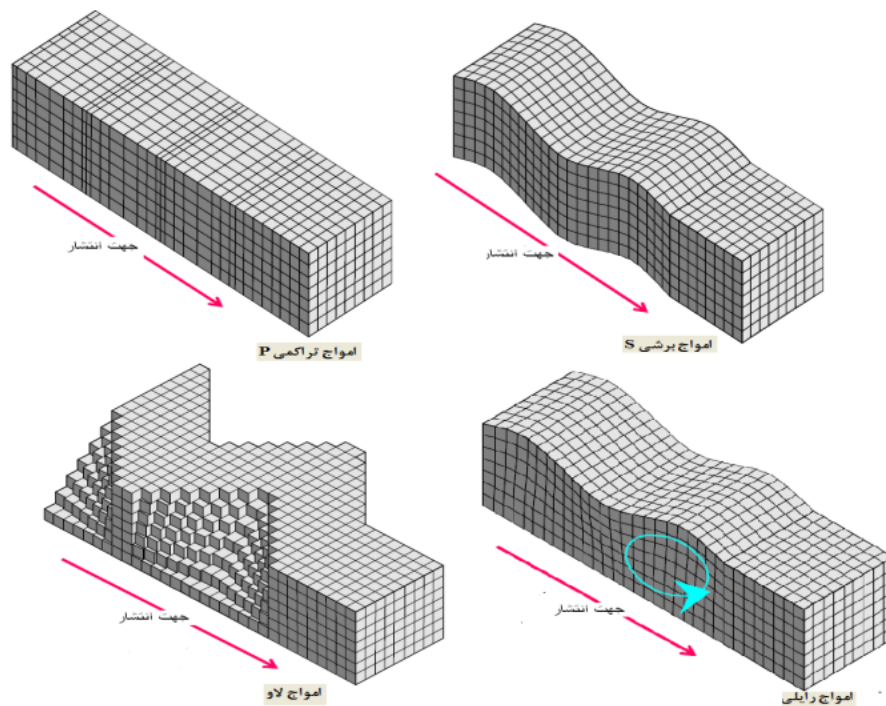 جهت انتشار
امواج تراکمی P
جهت انتشار
امواج برشی S
جهت انتشار
امواج لاو
جهت انتشار
امواج رایلی